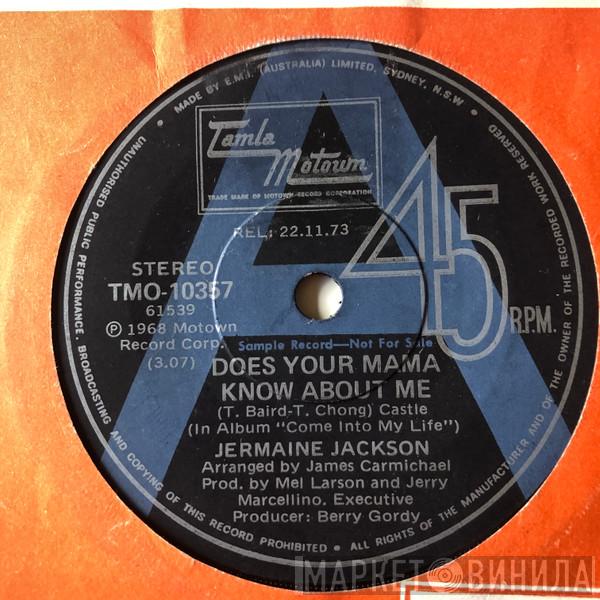 MADE BY E.M.I. (AUSTRALIA) LIMITED, SYDNEY, N.S.W • ALL RIGHTS OF THE MANUFACTURER AND OF THE OWNER OF THE RECORDED WORK RESERVED
UNAUTHORISED PUBLIC PERFORMANCE, BROADCASTING AND COPYING OF THIS RECORD PROHIBITED •
A
Tamla
Motown
TRADE MARK OF MOTOWN RECORD CORPORATION
45
R.P.M.
REL: 22.11.73
STEREO
TMO-10357
61539
Ⓟ 1968 Motown
Record Corp.
Sample Record—Not For Sale
(3.07)
DOES YOUR MAMA
KNOW ABOUT ME
(T. Baird-T. Chong) Castle
(In Album "Come Into My Life")
JERMAINE JACKSON
Arranged by James Carmichael
Prod. by Mel Larson and Jerry
Marcellino. Executive
Producer: Berry Gordy
МАРКЕТ ВИНИЛА